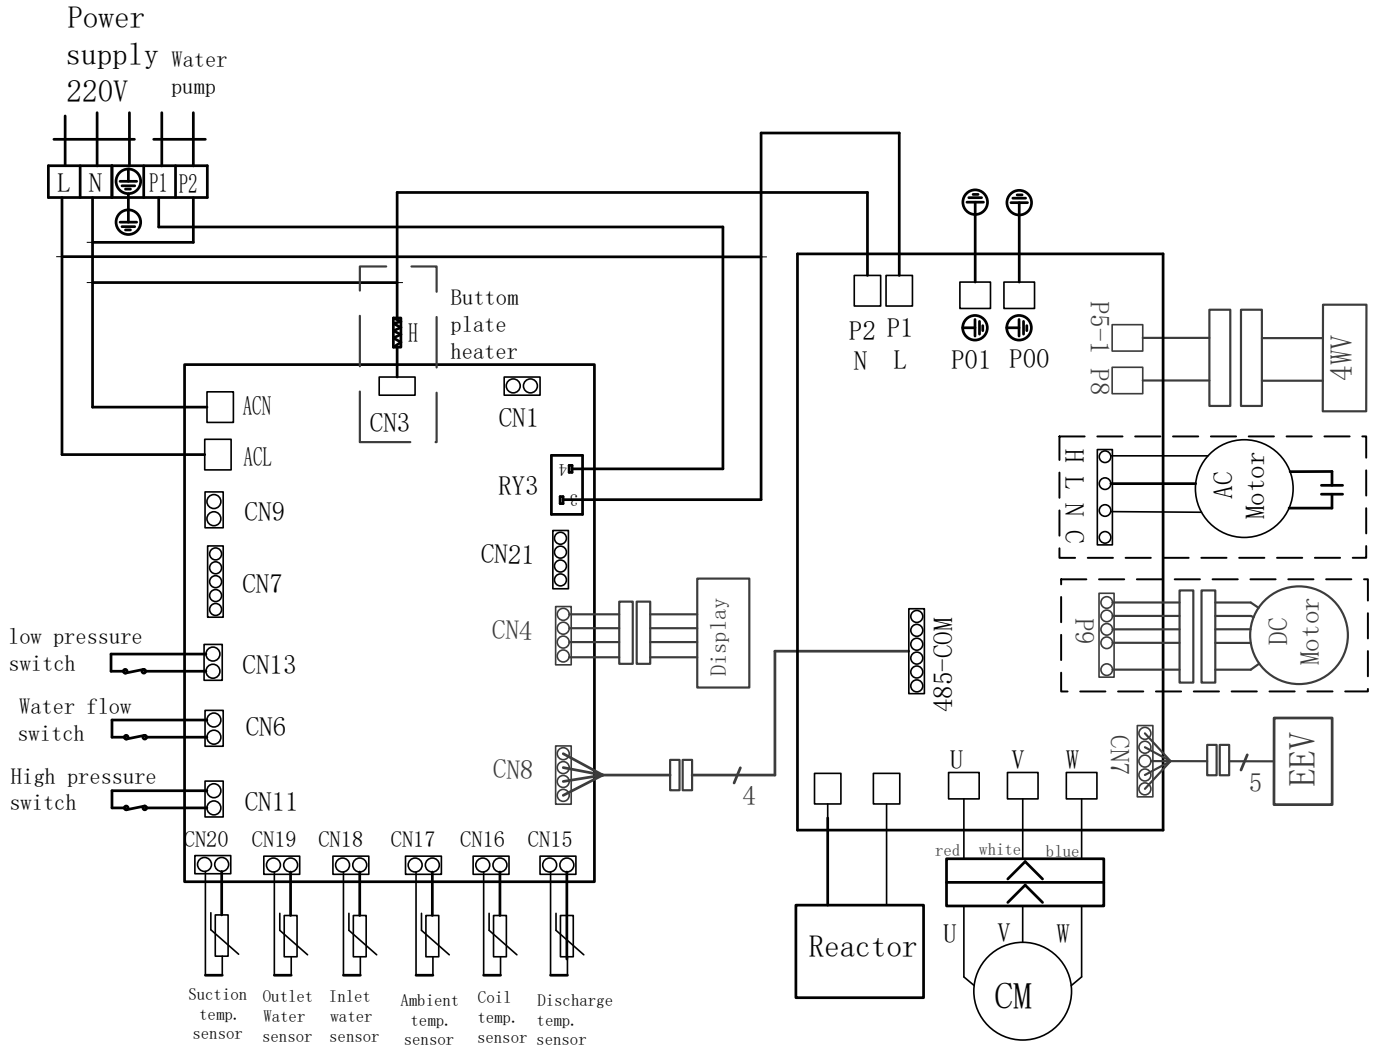 Power
supply
220V
Water
pump
L N P1 P2
Buttom
plate
heater
H
CN3
CN1
ACN
ACL
RY3
4
3
CN9
CN21
CN7
CN4
Display
low pressure
switch
CN13
Water flow
switch
CN6
High pressure
switch
CN11
CN8
4
CN20 CN19 CN18 CN17 CN16 CN15
Suction
temp.
sensor
Outlet
Water
sensor
Inlet
water
sensor
Ambient
temp.
sensor
Coil
temp.
sensor
Discharge
temp.
sensor
P2 P1
N L
P01 P00
P5-1
P8
4WV
H L N C
AC
Motor
P9
DC
Motor
485-COM
CN7
5
EEV
U V W
red white blue
Reactor
U V W
CM